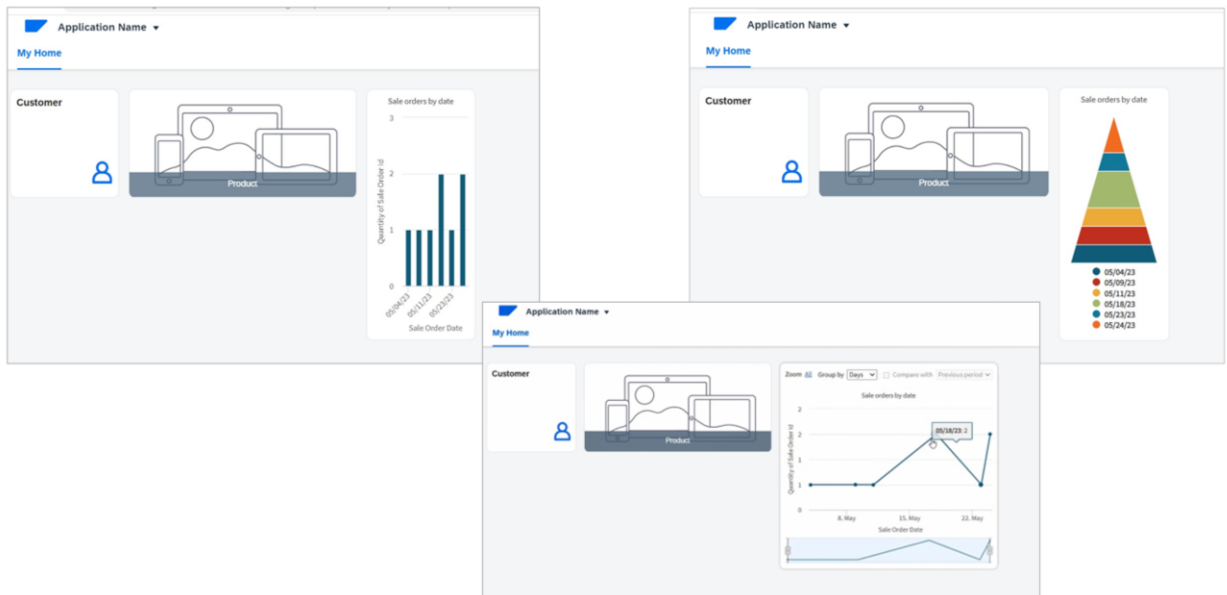 Application Name
My Home
Customer
Product
Sale orders by date
3
2
1
0
Quantity of Sale Order Id
05/04/23
05/11/23
05/23/23
Sale Order Date
Application Name
My Home
Customer
Product
Sale orders by date
05/04/23
05/09/23
05/11/23
05/18/23
05/23/23
05/24/23
Application Name
My Home
Customer
Product
Zoom All Group by Days Compare with Previous period
Sale orders by date
2
2
1
1
0
Quantity of Sale Order Id
05/18/23: 2
8. May 15. May 22. May
Sale Order Date